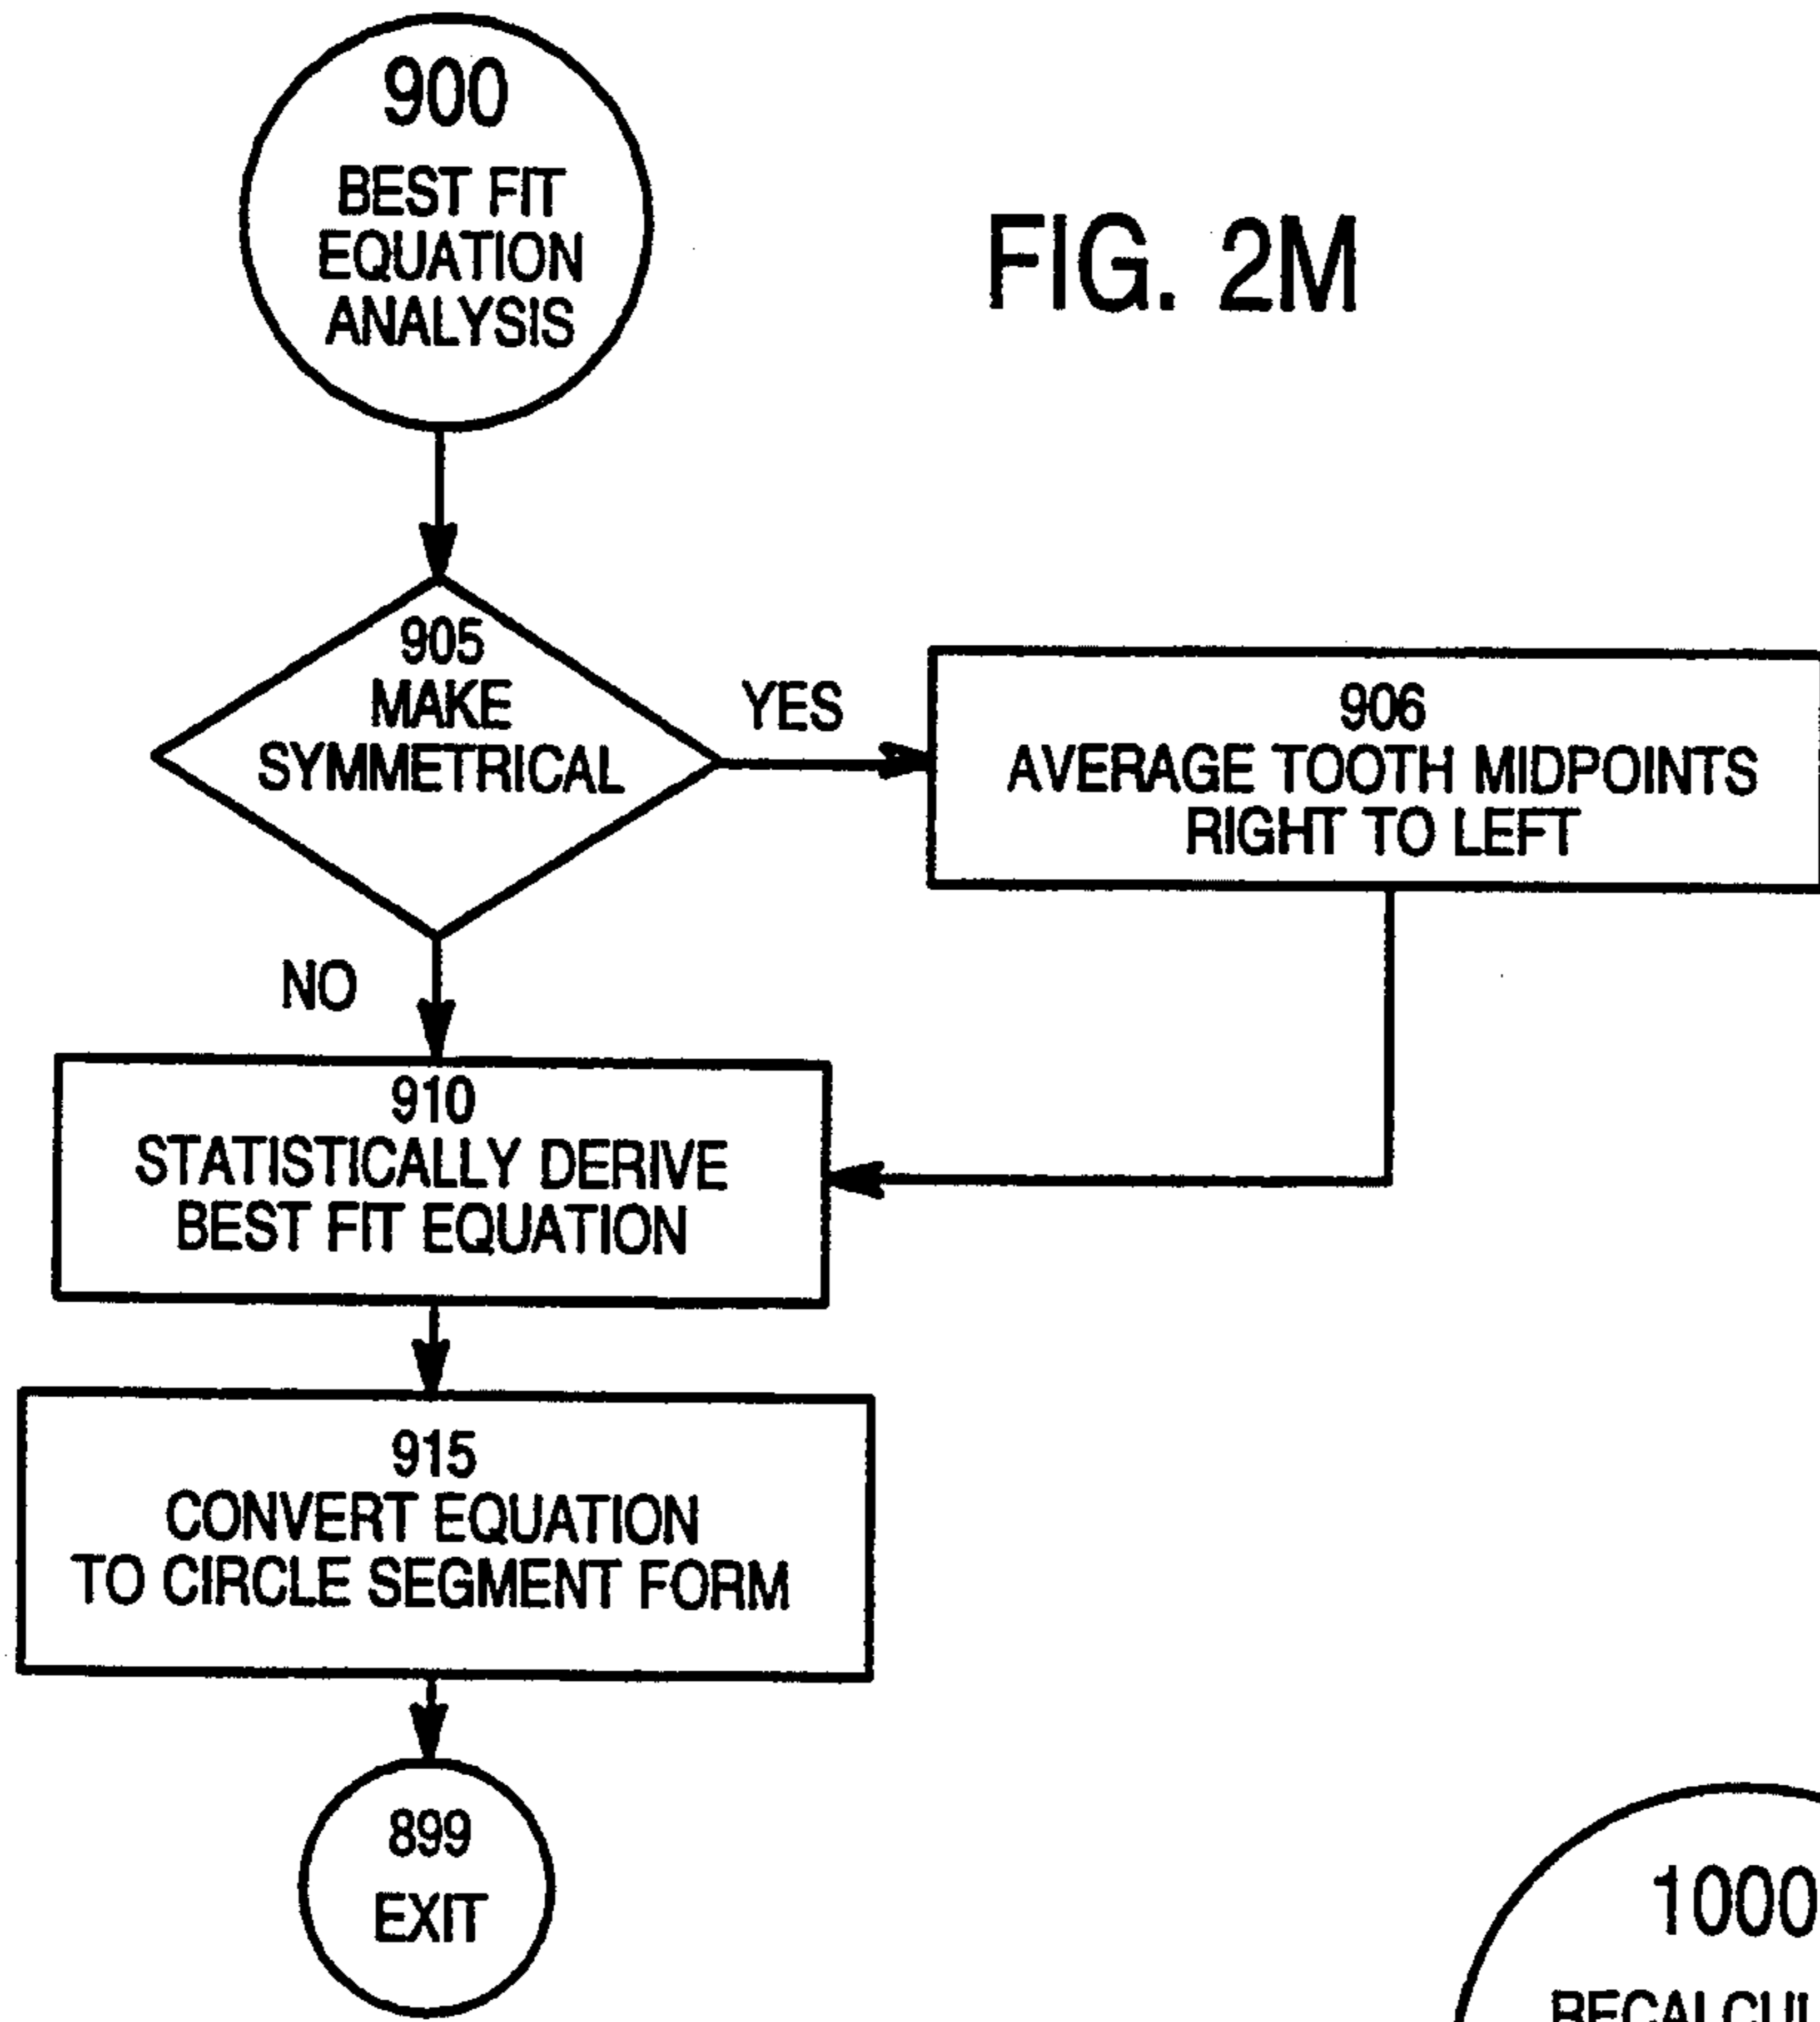 900
BEST FIT
EQUATION
ANALYSIS
FIG. 2M
905
MAKE
SYMMETRICAL
YES
906
AVERAGE TOOTH MIDPOINTS
RIGHT TO LEFT
NO
910
STATISTICALLY DERIVE
BEST FIT EQUATION
915
CONVERT EQUATION
TO CIRCLE SEGMENT FORM
899
EXIT
1000